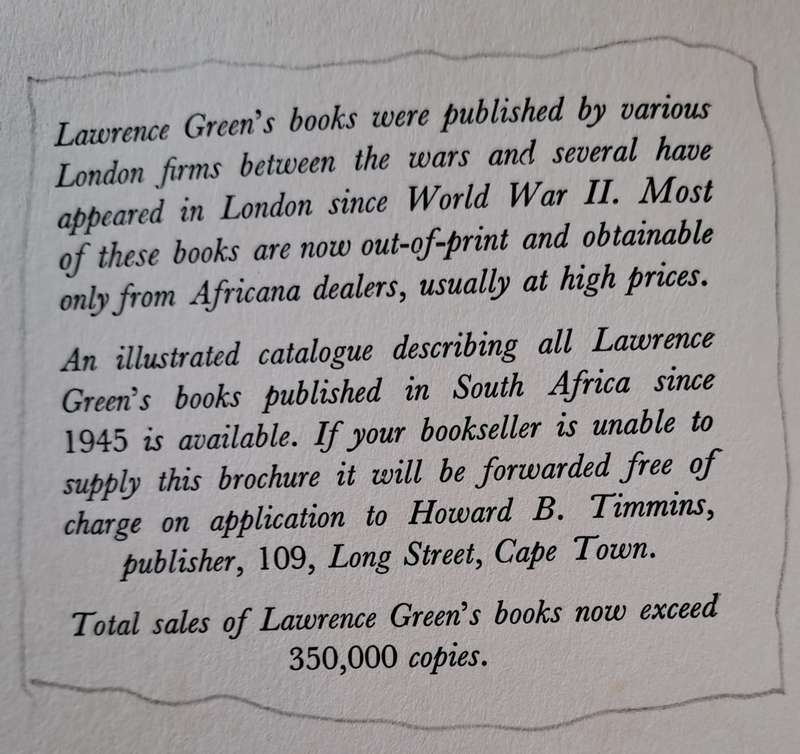 Lawrence Green's books were published by various
London firms between the wars and several have
appeared in London since World War II. Most
of these books are now out-of-print and obtainable
only from Africana dealers, usually at high prices.
An illustrated catalogue describing all Lawrence
Green's books published in South Africa since
1945 is available. If your bookseller is unable to
supply this brochure it will be forwarded free of
charge on application to Howard B. Timmins,
publisher, 109, Long Street, Cape Town.
Total sales of Lawrence Green's books now exceed
350,000 copies.